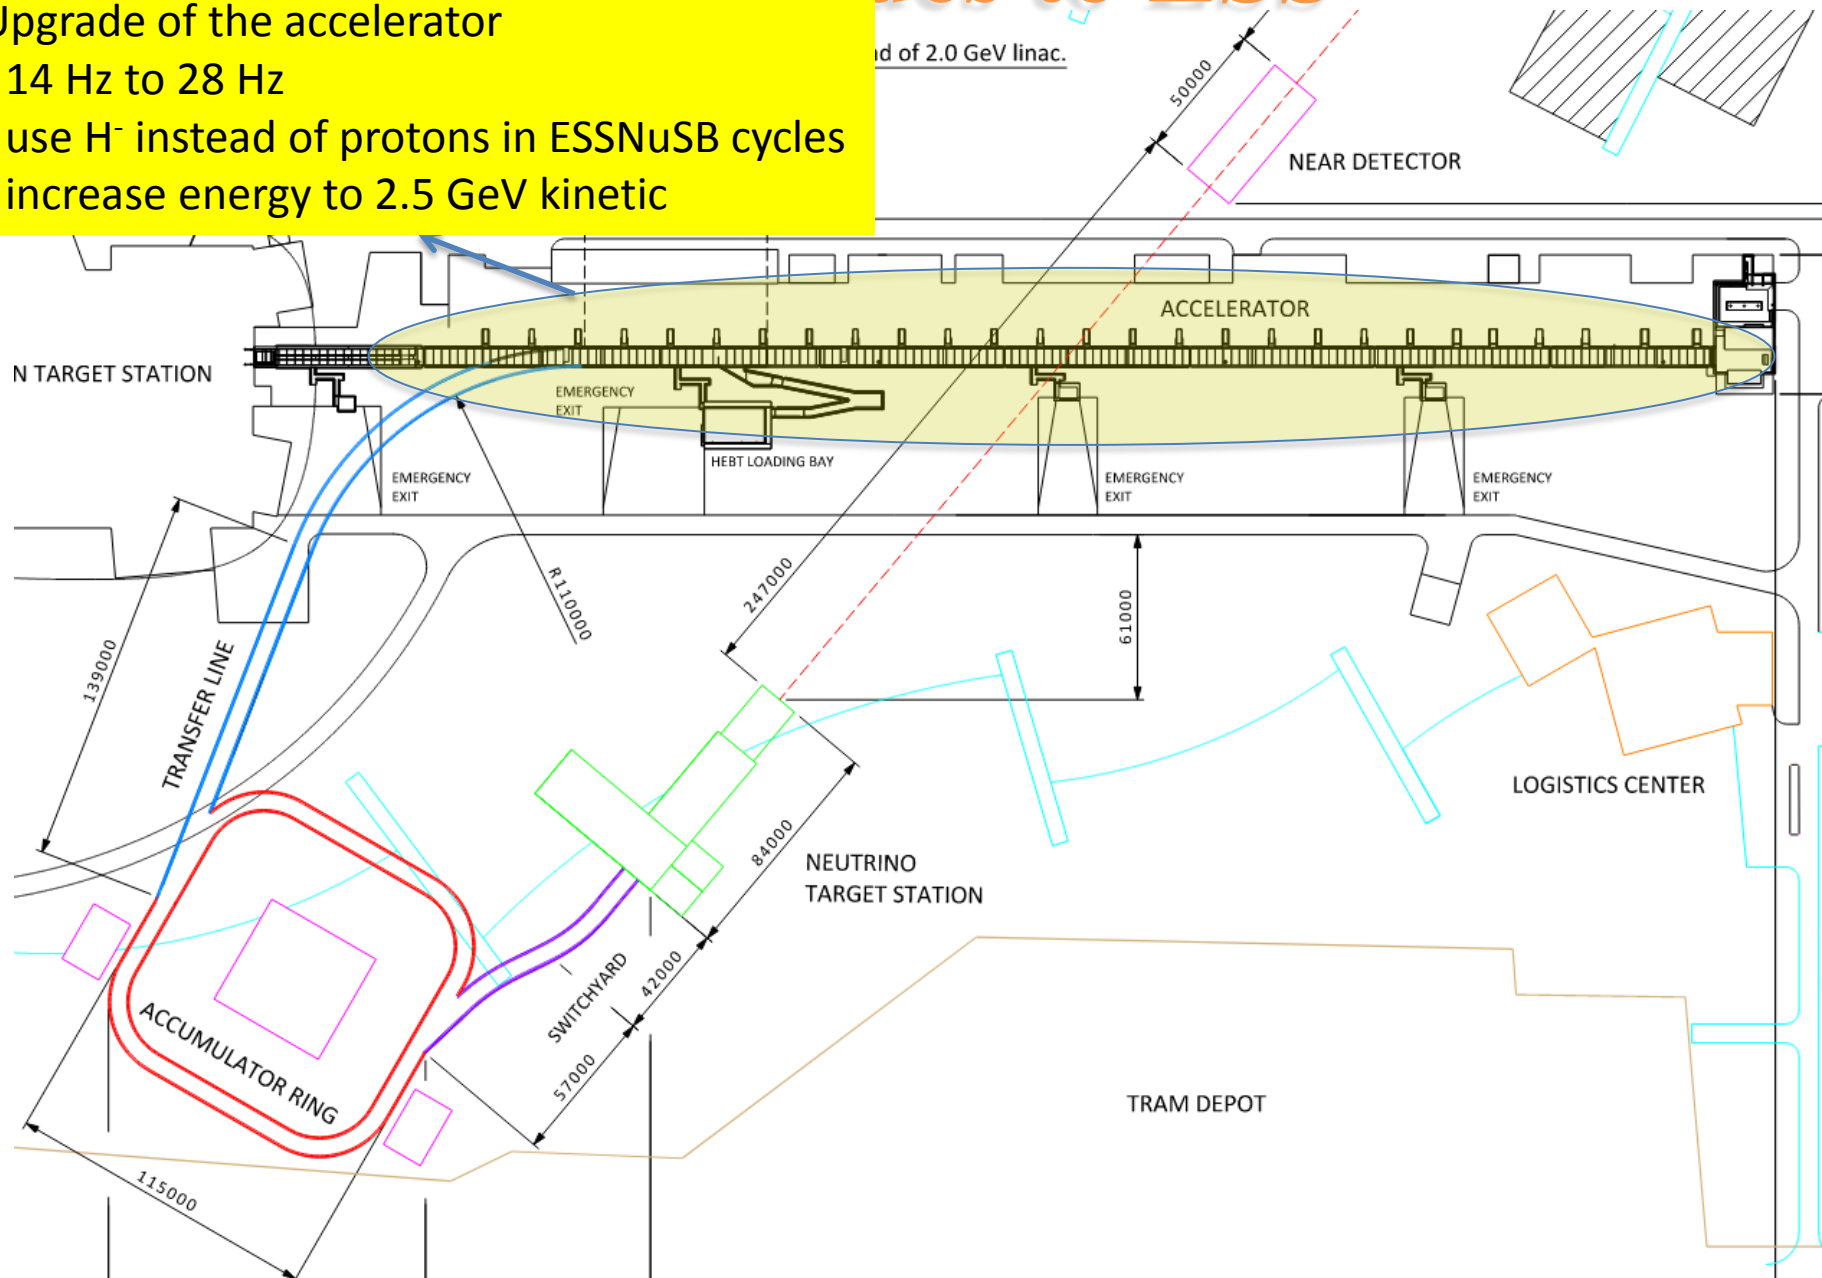 Upgrade of the accelerator
14 Hz to 28 Hz
use H⁻ instead of protons in ESSNuSB cycles
increase energy to 2.5 GeV kinetic
to ESS
of 2.0 GeV linac.
50000
NEAR DETECTOR
ACCELERATOR
N TARGET STATION
EMERGENCY
EXIT
HEBT LOADING BAY
EMERGENCY
EXIT
EMERGENCY
EXIT
EMERGENCY
EXIT
R110000
247000
61000
139000
TRANSFER LINE
LOGISTICS CENTER
84000
NEUTRINO
TARGET STATION
SWITCHYARD
42000
57000
ACCUMULATOR RING
TRAM DEPOT
115000